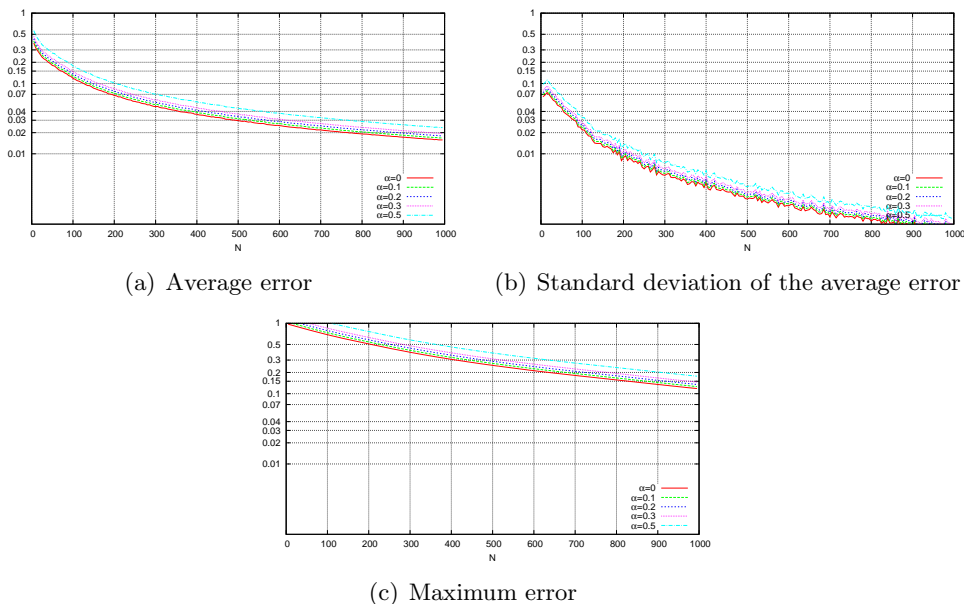 1
0.5
0.3
0.2
0.15
0.1
0.07
0.04
0.03
0.02
0.01
α=0
α=0.1
α=0.2
α=0.3
α=0.5
0 100 200 300 400 500 600 700 800 900 1000
N
(a) Average error
1
0.5
0.3
0.2
0.15
0.1
0.07
0.04
0.03
0.02
0.01
α=0
α=0.1
α=0.2
α=0.3
α=0.5
0 100 200 300 400 500 600 700 800 900 1000
N
(b) Standard deviation of the average error
1
0.5
0.3
0.2
0.15
0.1
0.07
0.04
0.03
0.02
0.01
α=0
α=0.1
α=0.2
α=0.3
α=0.5
0 100 200 300 400 500 600 700 800 900 1000
N
(c) Maximum error